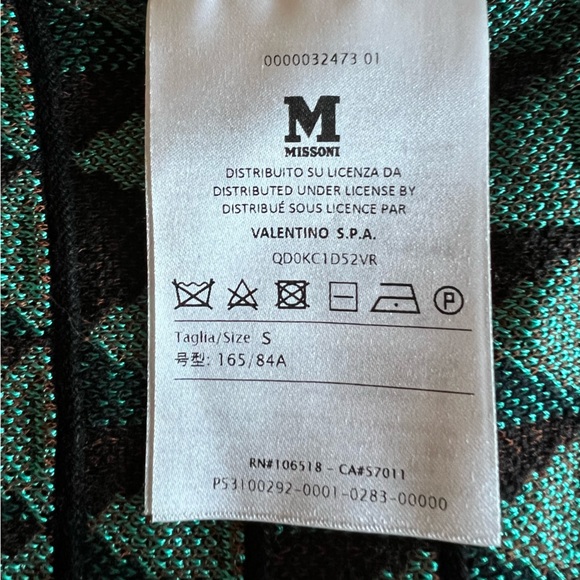 0000032473 01
M
MISSONI
DISTRIBUITO SU LICENZA DA
DISTRIBUTED UNDER LICENSE BY
DISTRIBUÉ SOUS LICENCE PAR
VALENTINO S.P.A.
QD0KC1D52VR
P
Taglia/Size S
号型: 165/84A
RN#106518 - CA#57011
PS3100292-0001-0283-00000